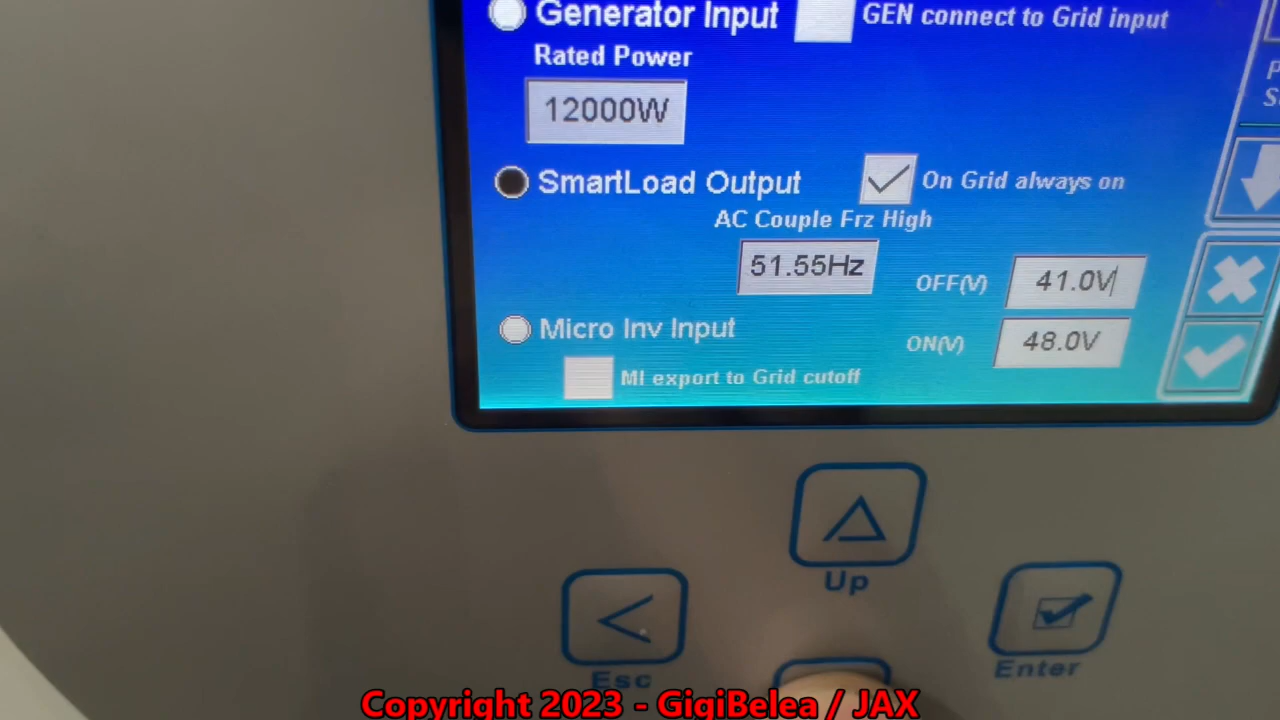 Generator Input
GEN connect to Grid input
Rated Power
12000W
SmartLoad Output
On Grid always on
AC Couple Frz High
51.55Hz
OFF(V)
41.0V
Micro Inv Input
ON(V)
48.0V
MI export to Grid cutoff
Up
Esc
Enter
Copyright 2023 - GigiBelea / JAX